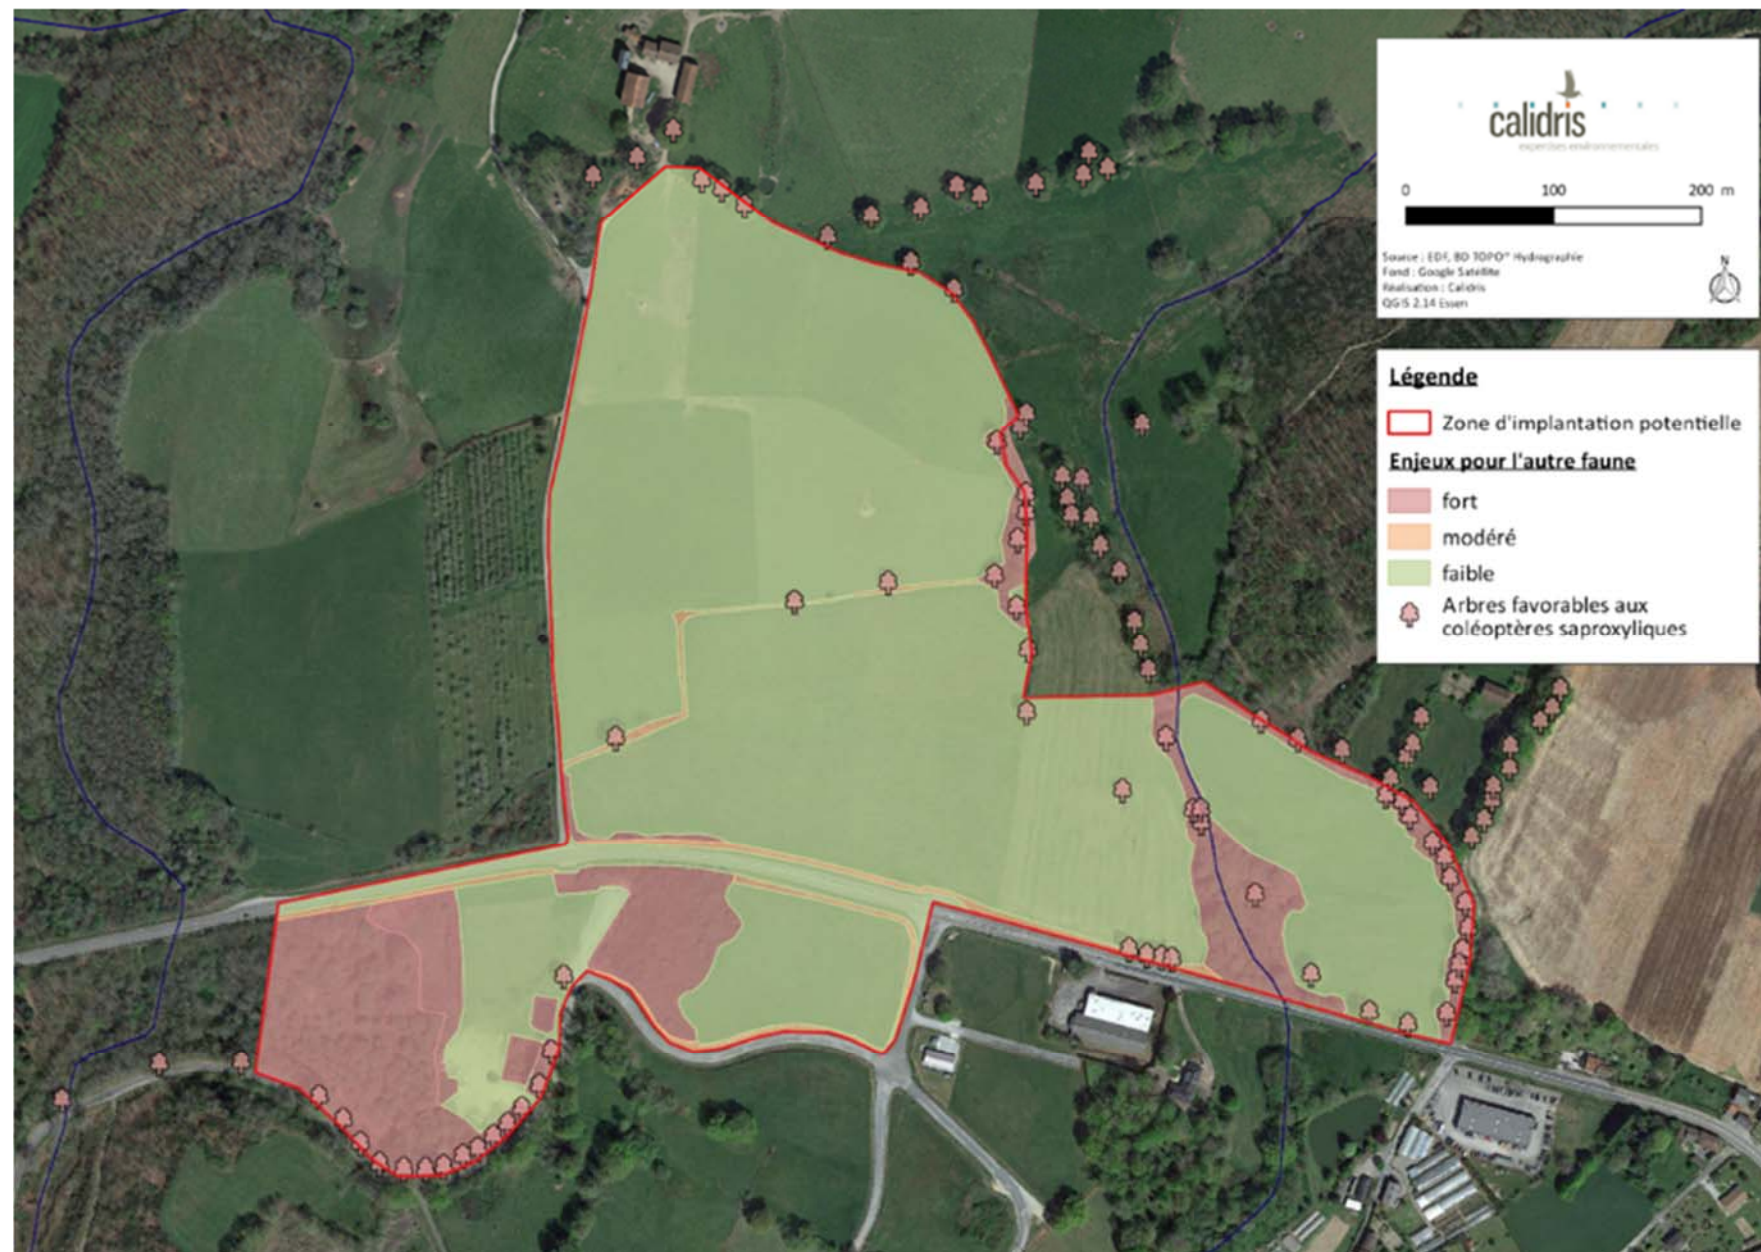 calidris
expertises environnementales
0 100 200 m
Source : EDF, BD TOPO® Hydrographie
Fond : Google Satellite
Réalisation : Calidris
QGIS 2.14 Essen
N
Légende
Zone d'implantation potentielle
Enjeux pour l'autre faune
fort
modéré
faible
Arbres favorables aux
coléoptères saproxyliques